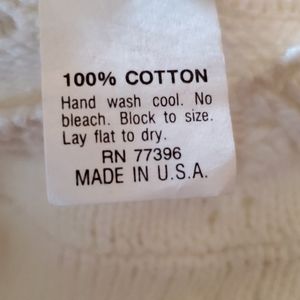 100% COTTON
Hand wash cool. No
bleach. Block to size.
Lay flat to dry.
RN 77396
MADE IN U.S.A.